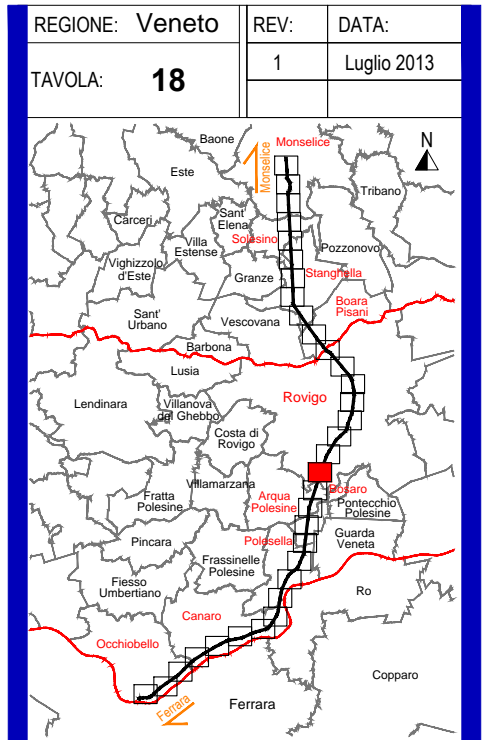 REGIONE: Veneto
REV:
DATA:
TAVOLA: 18
1
Luglio 2013
Baone
Monselice
N
Este
Monselice
Tribano
Carceri
Sant'
Elena
Solesino
Villa
Estense
Pozzonovo
Vighizzolo
d'Este
Granze
Stanghella
Boara
Pisani
Sant'
Urbano
Vescovana
Barbona
Lusia
Rovigo
Lendinara
Villanova
del Ghebbo
Costa di
Rovigo
Villamarzana
Bosaro
Fratta
Polesine
Arqua
Polesine
Pontecchio
Polesine
Pincara
Polesella
Guarda
Veneta
Frassinelle
Polesine
Fiesso
Umbertiano
Ro
Canaro
Occhiobello
Copparo
Ferrara
Ferrara